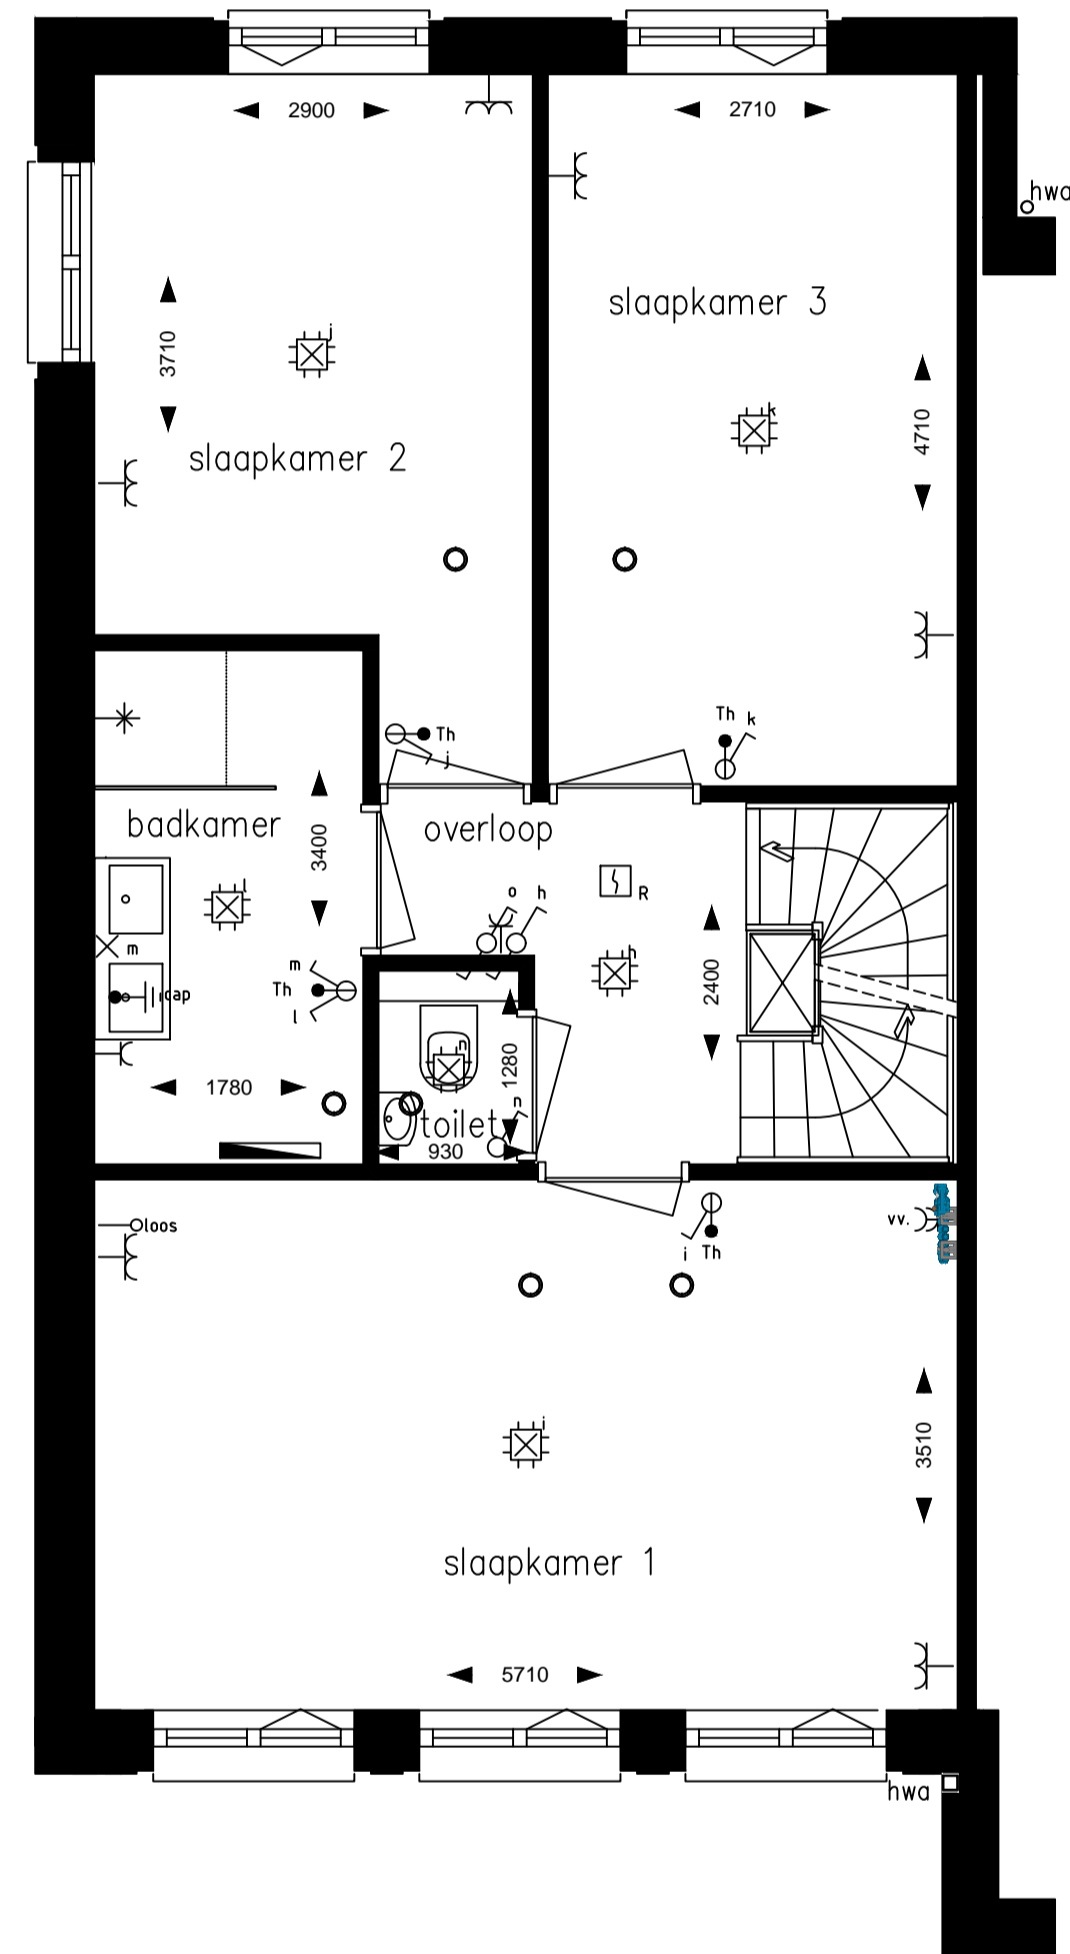 2900
2710
hwa
slaapkamer 3
j
3710
k
4710
slaapkamer 2
Th
j
Th
k
badkamer
3400
overloop
l
o
h
R
m
h
m
Th
cap
l
2400
n
1280
1780
n
toilet
930
loos
vv.
i
Th
i
3510
slaapkamer 1
5710
hwa